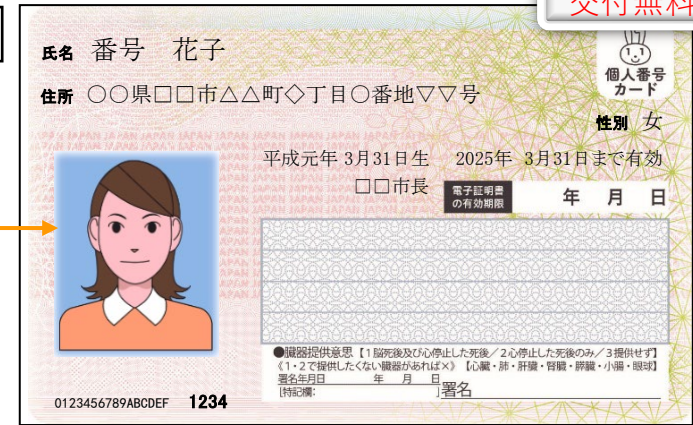 交付無料
氏名 番号 花子
個人番号
カード
住所 ○○県□□市△△町◇丁目○番地▽▽号
性別 女
平成元年 3月31日生 2025年 3月31日まで有効
□□市長
電子証明書
の有効期限
年 月 日
●臓器提供意思【1 脳死後及び心停止した死後／2 心停止した死後のみ／3 提供せず】
《1・2で提供したくない臓器があれば×》【心臓・肺・肝臓・腎臓・膵臓・小腸・眼球】
署名年月日 年 月 日
[特記欄: ]署名
0123456789ABCDEF 1234